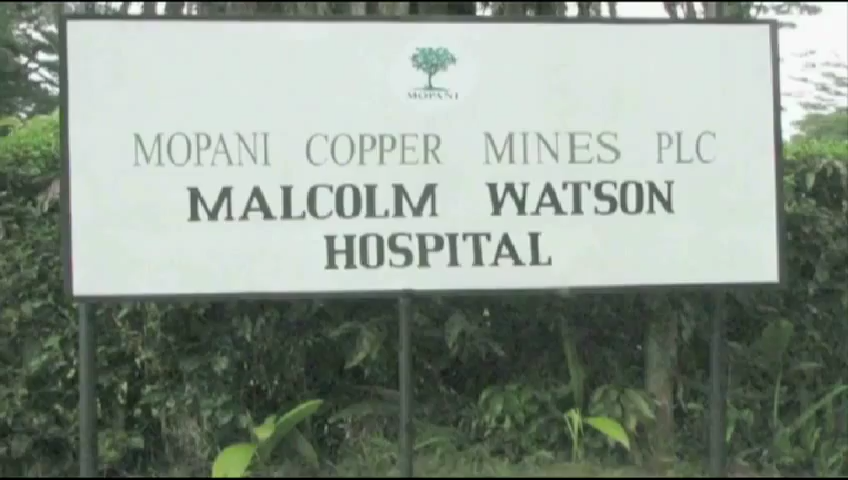 MOPANI
MOPANI COPPER MINES PLC
MALCOLM WATSON
HOSPITAL